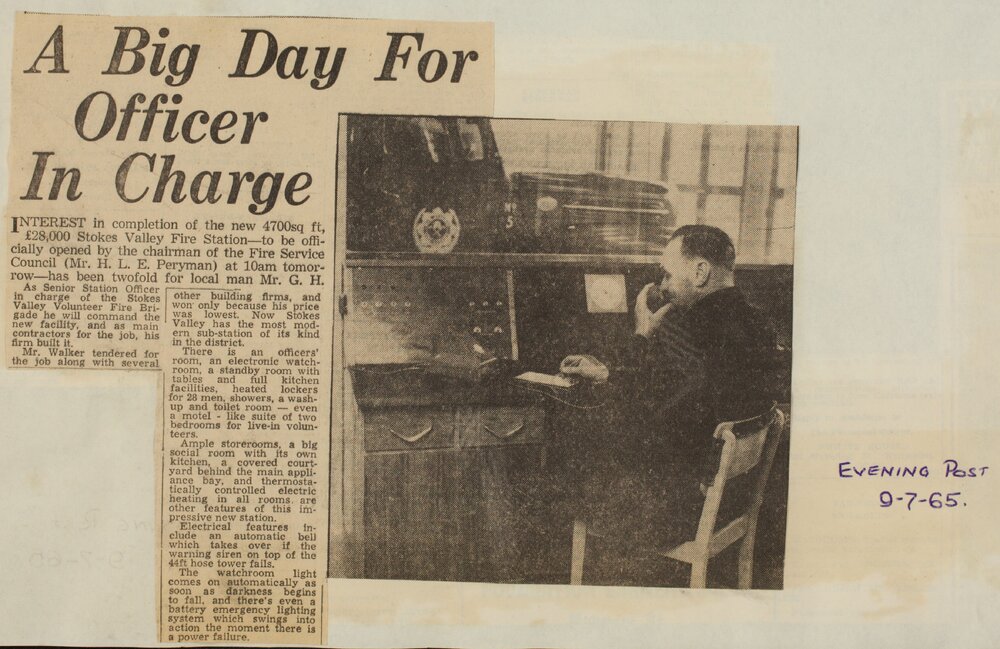 A Big Day For
Officer
In Charge
INTEREST in completion of the new 4700sq ft,
£28,000 Stokes Valley Fire Station—to be offi-
cially opened by the chairman of the Fire Service
Council (Mr. H. L. E. Peryman) at 10am tomor-
row—has been twofold for local man Mr. G. H.
As Senior Station Officer
in charge of the Stokes
Valley Volunteer Fire Bri-
gade he will command the
new facility, and as main
contractors for the job, his
firm built it.
Mr. Walker tendered for
the job along with several
other building firms, and
won only because his price
was lowest. Now Stokes
Valley has the most mod-
ern sub-station of its kind
in the district.
There is an officers'
room, an electronic watch-
room, a standby room with
tables and full kitchen
facilities, heated lockers
for 28 men, showers, a wash-
up and toilet room — even
a motel - like suite of two
bedrooms for live-in volun-
teers.
Ample storerooms, a big
social room with its own
kitchen, a covered court-
yard behind the main appli-
ance bay, and thermosta-
tically controlled electric
heating in all rooms are
other features of this im-
pressive new station.
Electrical features in-
clude an automatic bell
which takes over if the
warning siren on top of the
44ft hose tower fails.
The watchroom light
comes on automatically as
soon as darkness begins
to fall, and there's even a
battery emergency lighting
system which swings into
action the moment there is
a power failure.
EVENING POST
9-7-65.